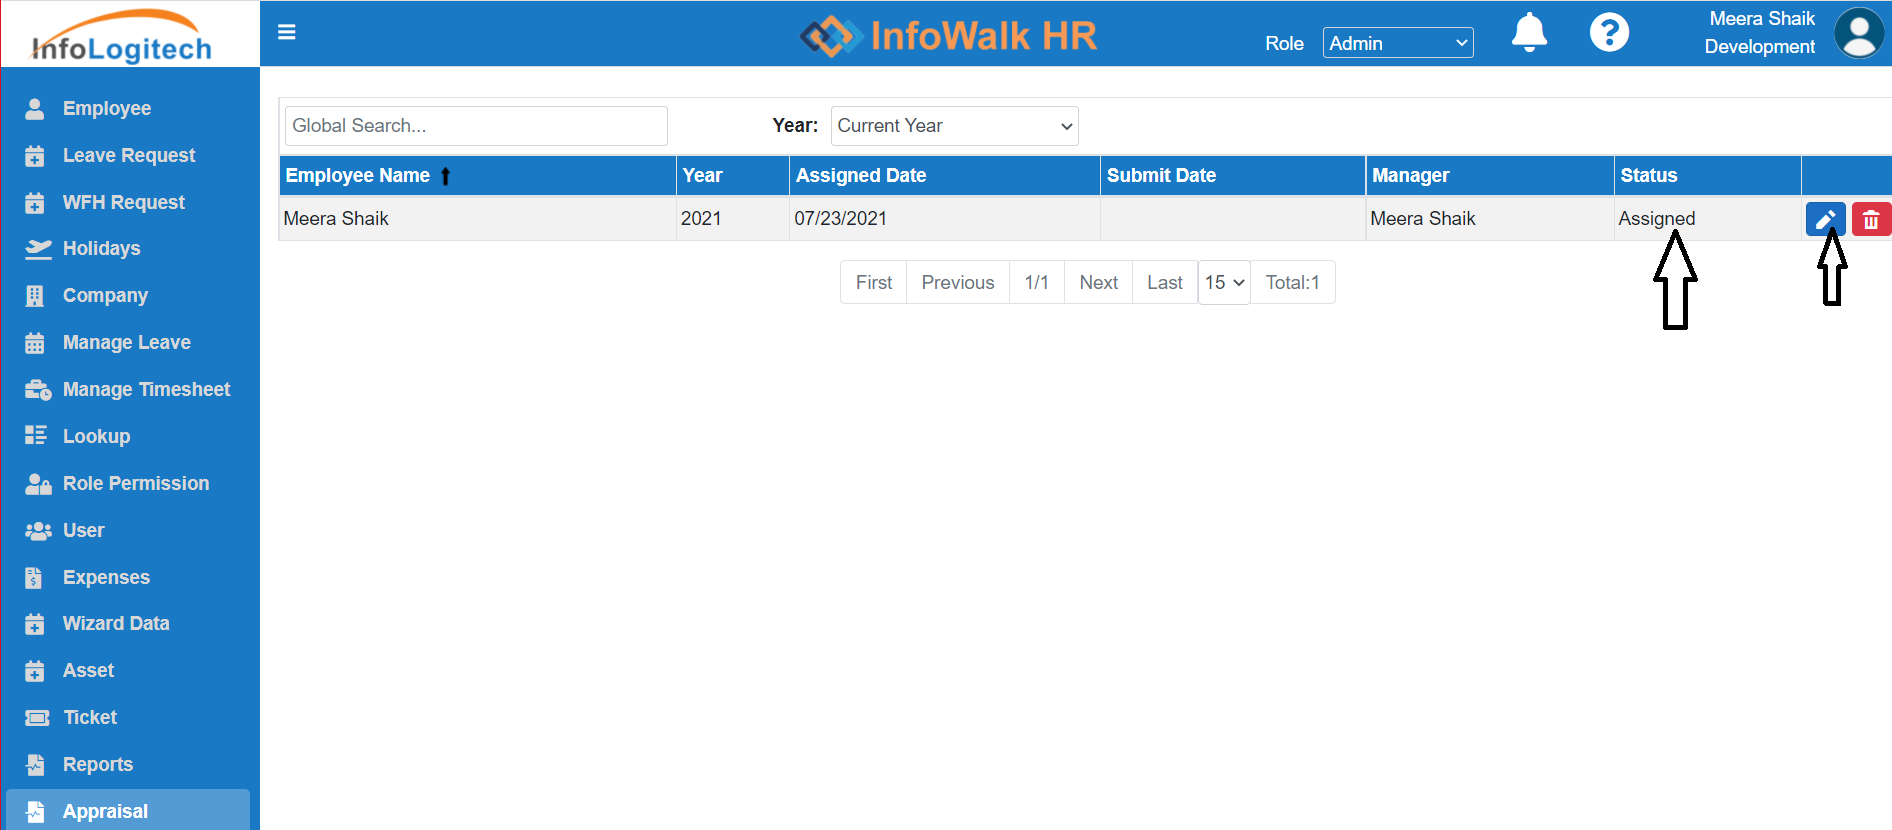 InfoLogitech
InfoWalk HR
Role Admin
Meera Shaik
Development
Employee
Leave Request
WFH Request
Holidays
Company
Manage Leave
Manage Timesheet
Lookup
Role Permission
User
Expenses
Wizard Data
Asset
Ticket
Reports
Appraisal
Global Search... Year: Current Year
Employee Name Year Assigned Date Submit Date Manager Status
Meera Shaik 2021 07/23/2021 Meera Shaik Assigned
First Previous 1/1 Next Last 15 Total:1